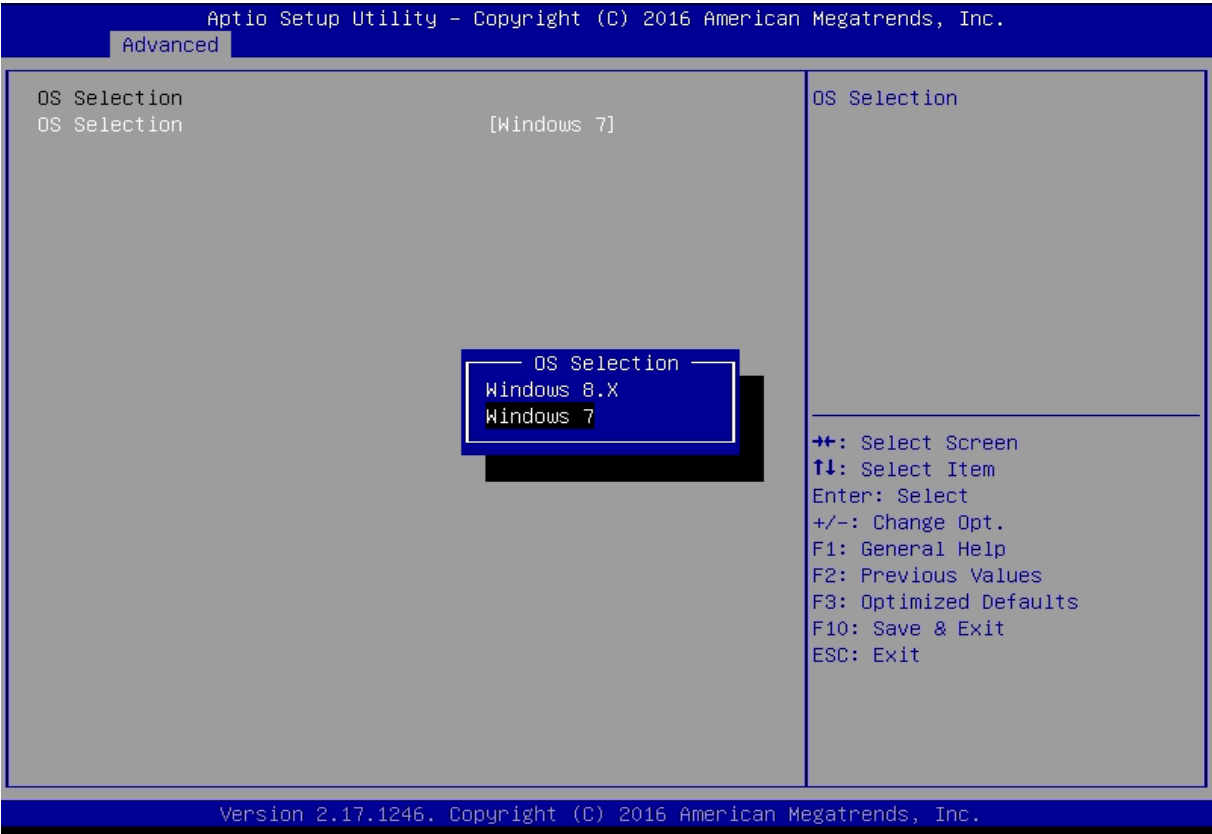 Aptio Setup Utility – Copyright (C) 2016 American Megatrends, Inc.
Advanced
OS Selection
OS Selection [Windows 7]
OS Selection
Windows 8.X
Windows 7
OS Selection
→←: Select Screen
↑↓: Select Item
Enter: Select
+/-: Change Opt.
F1: General Help
F2: Previous Values
F3: Optimized Defaults
F10: Save & Exit
ESC: Exit
Version 2.17.1246. Copyright (C) 2016 American Megatrends, Inc.